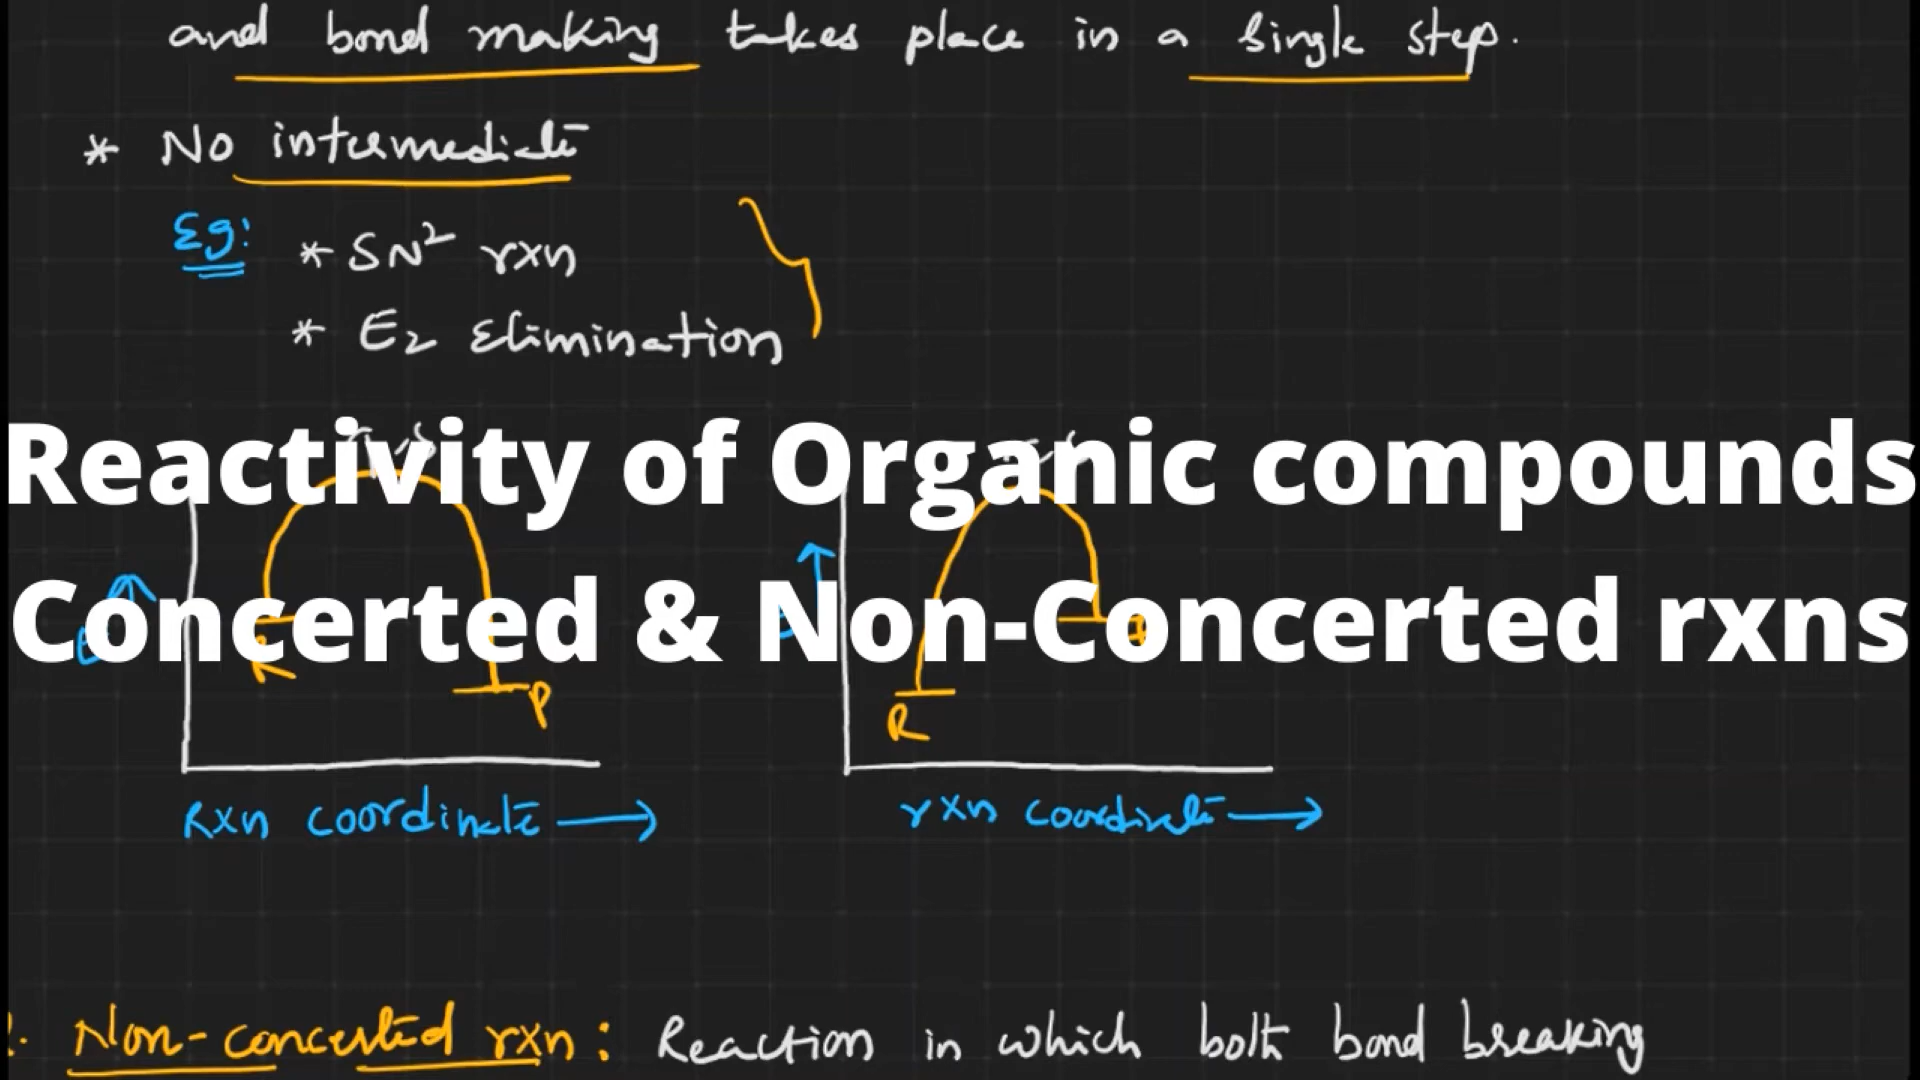 and bond making takes place in a single step.
* No intermediate
Eg: * SN² rxn
* E2 Elimination
Reactivity of Organic compounds
Concerted & Non-Concerted rxns
R
P
R
Rxn coordinate →
rxn coordinate →
2. Non-concerted rxn: Reaction in which both bond breaking